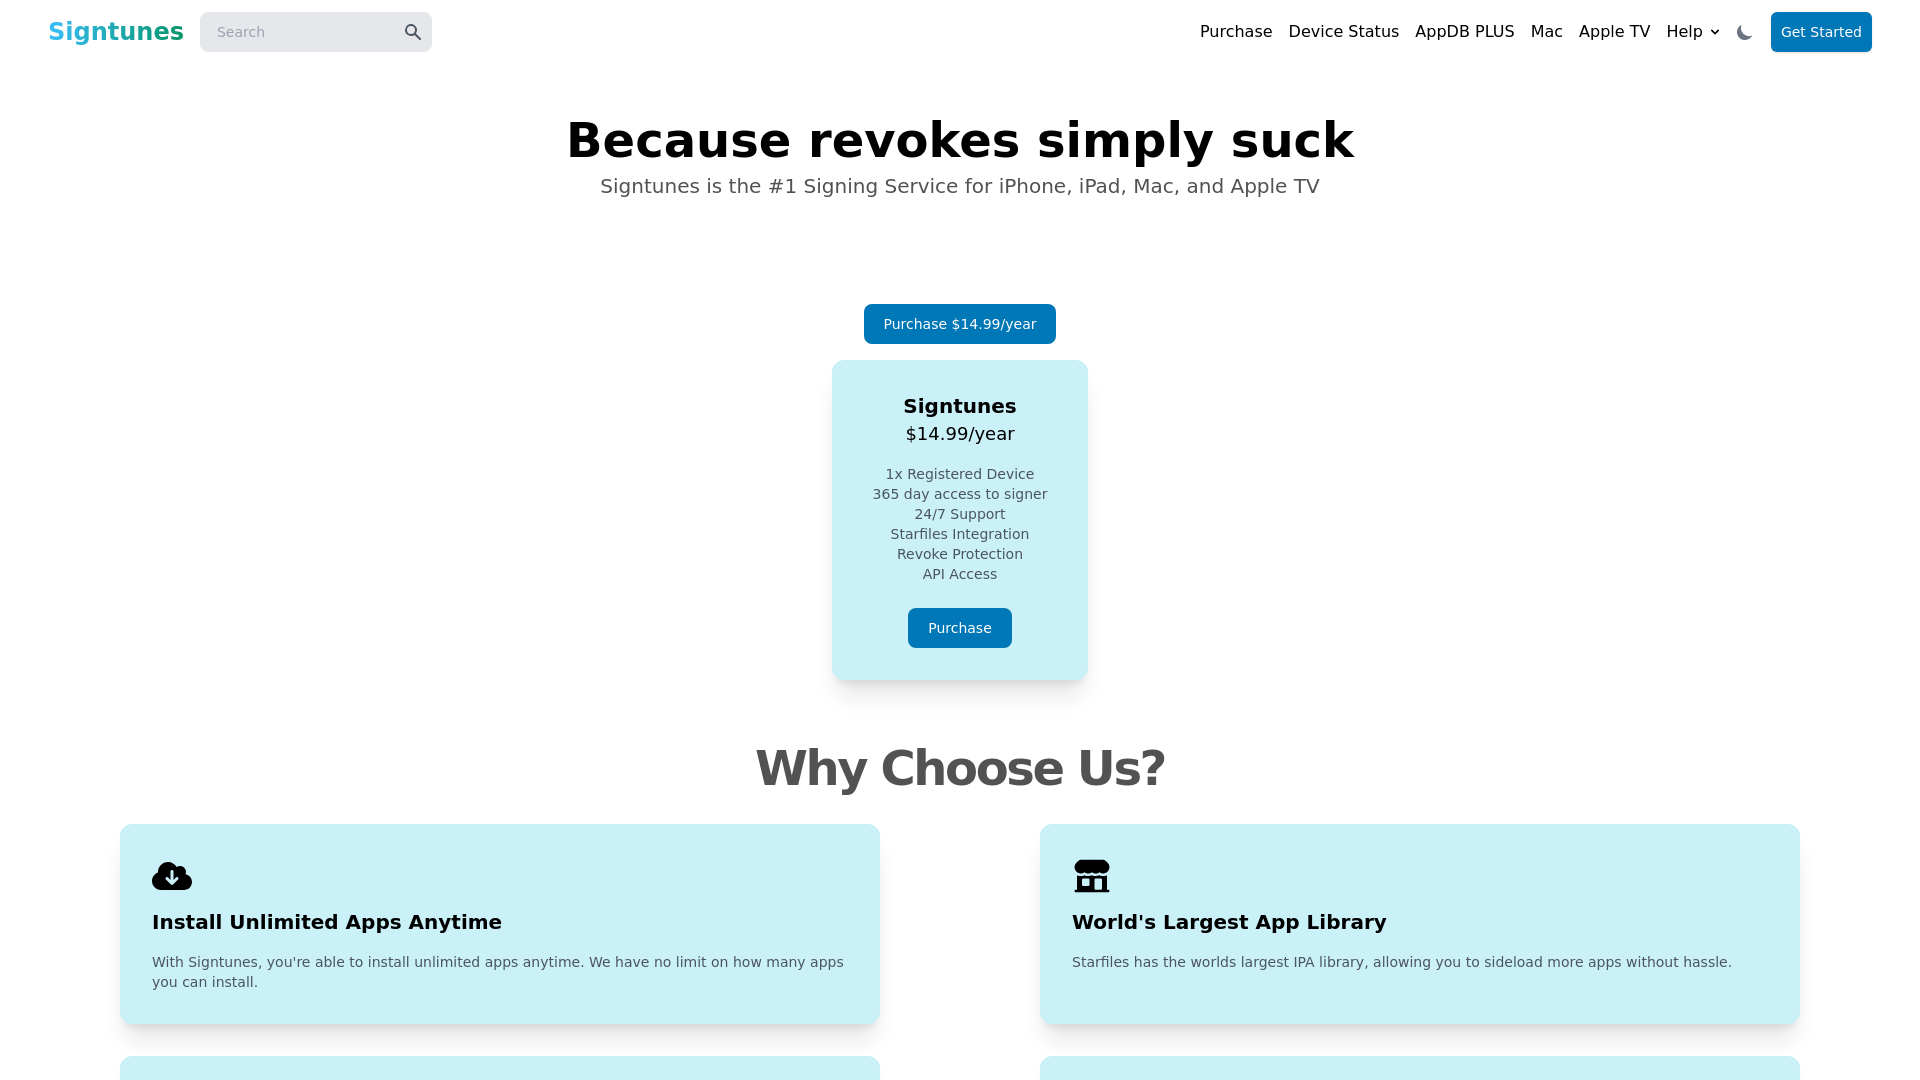 Signtunes
Search
Purchase
Device Status
AppDB PLUS
Mac
Apple TV
Help
Get Started
Because revokes simply suck
Signtunes is the #1 Signing Service for iPhone, iPad, Mac, and Apple TV
Purchase $14.99/year
Signtunes
$14.99/year
1x Registered Device
365 day access to signer
24/7 Support
Starfiles Integration
Revoke Protection
API Access
Purchase
Why Choose Us?
Install Unlimited Apps Anytime
With Signtunes, you're able to install unlimited apps anytime. We have no limit on how many apps
you can install.
World's Largest App Library
Starfiles has the worlds largest IPA library, allowing you to sideload more apps without hassle.